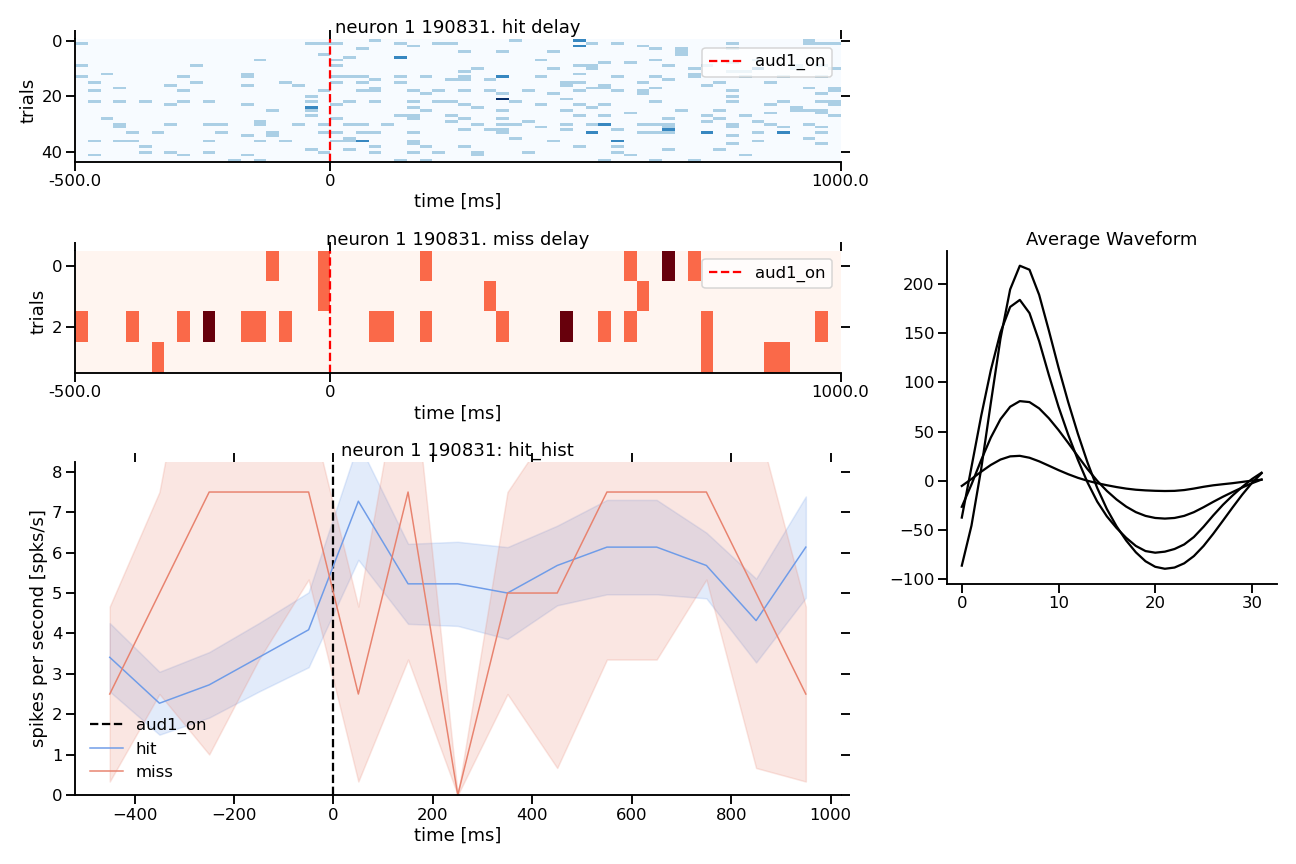 neuron 1 190831. hit delay
0
20
40
trials
aud1_on
-500.0
0
1000.0
time [ms]
neuron 1 190831. miss delay
0
2
trials
aud1_on
-500.0
0
1000.0
time [ms]
neuron 1 190831: hit_hist
8
7
6
5
4
3
2
1
0
spikes per second [spks/s]
aud1_on
hit
miss
−400
−200
0
200
400
600
800
1000
time [ms]
Average Waveform
200
150
100
50
0
−50
−100
0
10
20
30